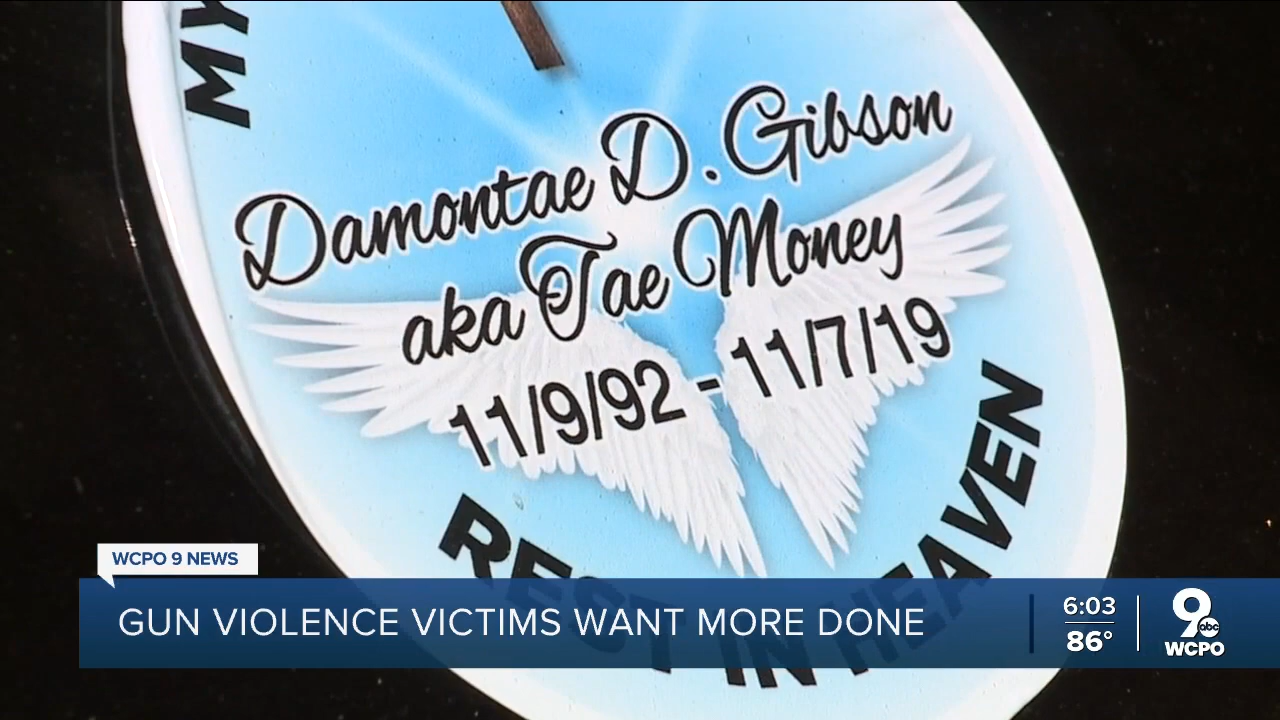 MY
Damontae D. Gibson
aka Tae Money
11/9/92 - 11/7/19
REST IN HEAVEN
WCPO 9 NEWS
GUN VIOLENCE VICTIMS WANT MORE DONE
6:03
86°
9 abc
WCPO